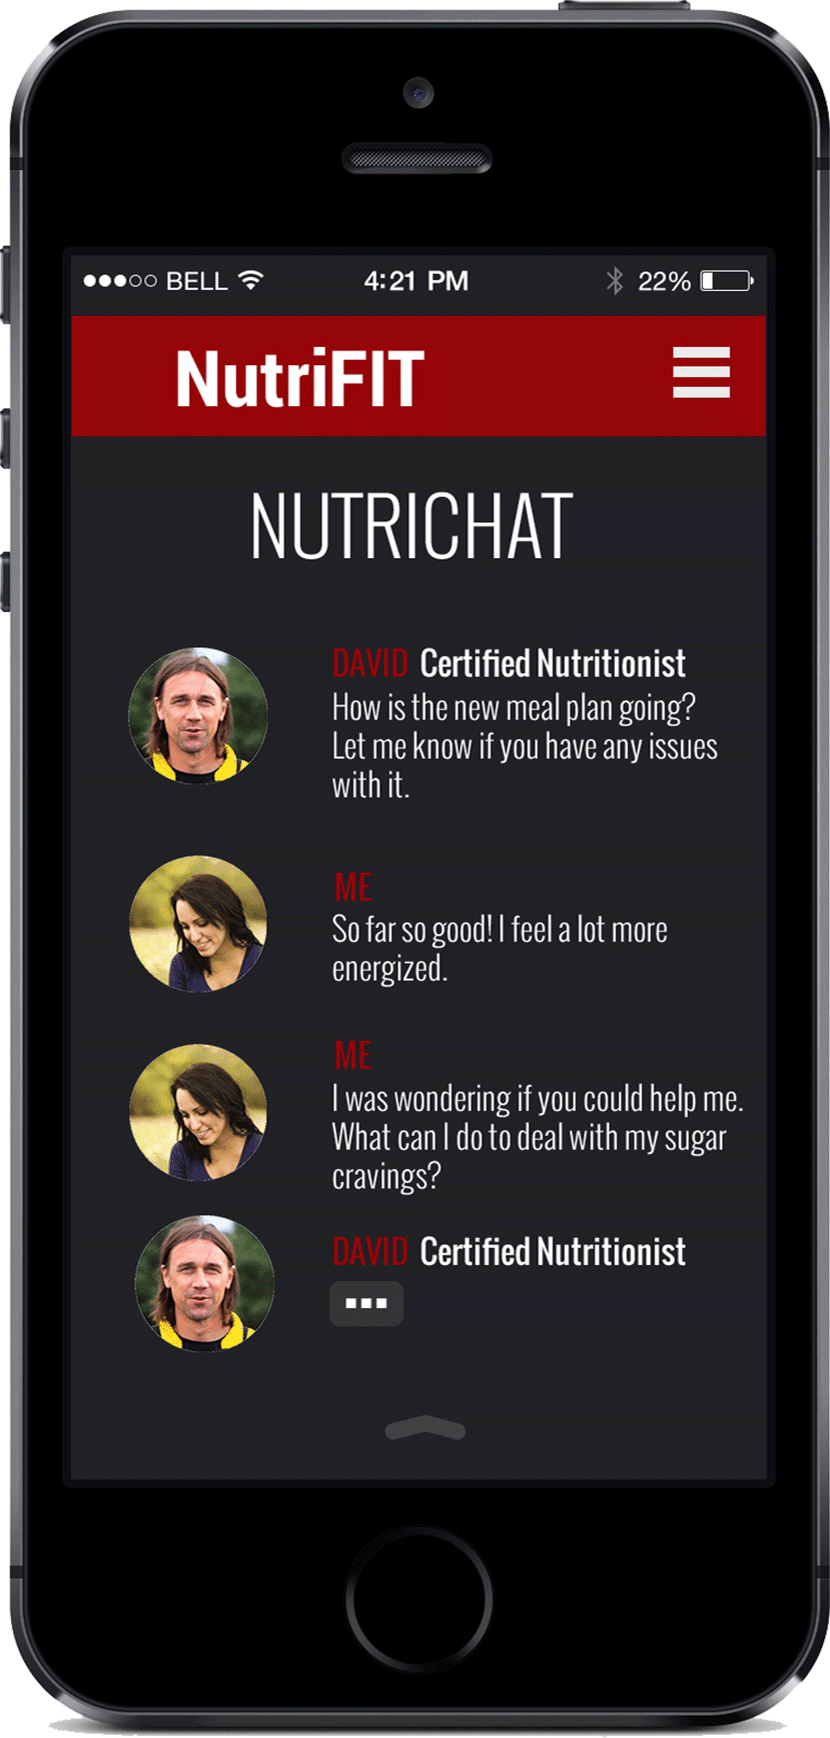 BELL 4:21 PM 22%
NutriFIT
NUTRICHAT
DAVID Certified Nutritionist
How is the new meal plan going?
Let me know if you have any issues
with it.
ME
So far so good! I feel a lot more
energized.
ME
I was wondering if you could help me.
What can I do to deal with my sugar
cravings?
DAVID Certified Nutritionist
...